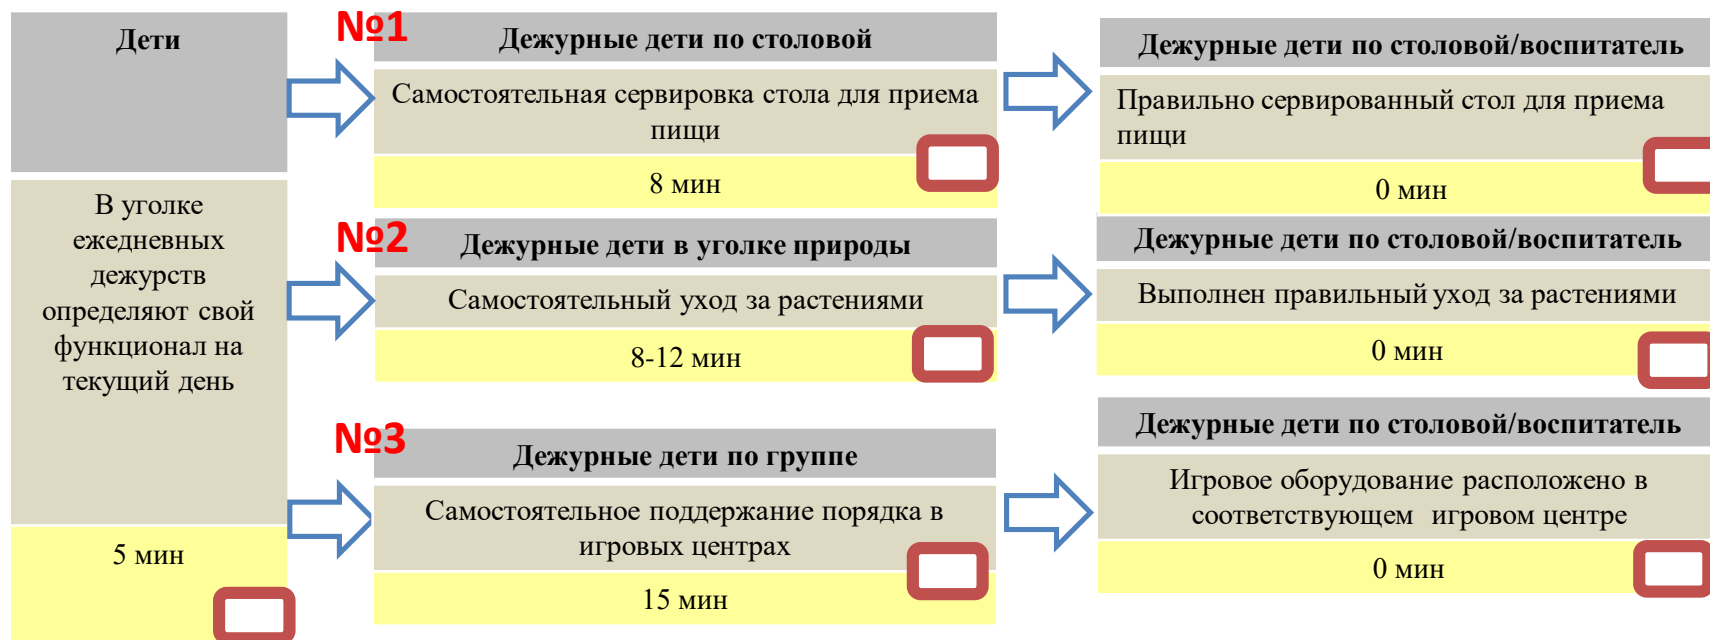 Дети
В уголке
ежедневных
дежурств
определяют свой
функционал на
текущий день
5 мин
№1
Дежурные дети по столовой
Самостоятельная сервировка стола для приема
пищи
8 мин
Дежурные дети по столовой/воспитатель
Правильно сервированный стол для приема
пищи
0 мин
№2
Дежурные дети в уголке природы
Самостоятельный уход за растениями
8-12 мин
Дежурные дети по столовой/воспитатель
Выполнен правильный уход за растениями
0 мин
№3
Дежурные дети по группе
Самостоятельное поддержание порядка в
игровых центрах
15 мин
Дежурные дети по столовой/воспитатель
Игровое оборудование расположено в
соответствующем игровом центре
0 мин